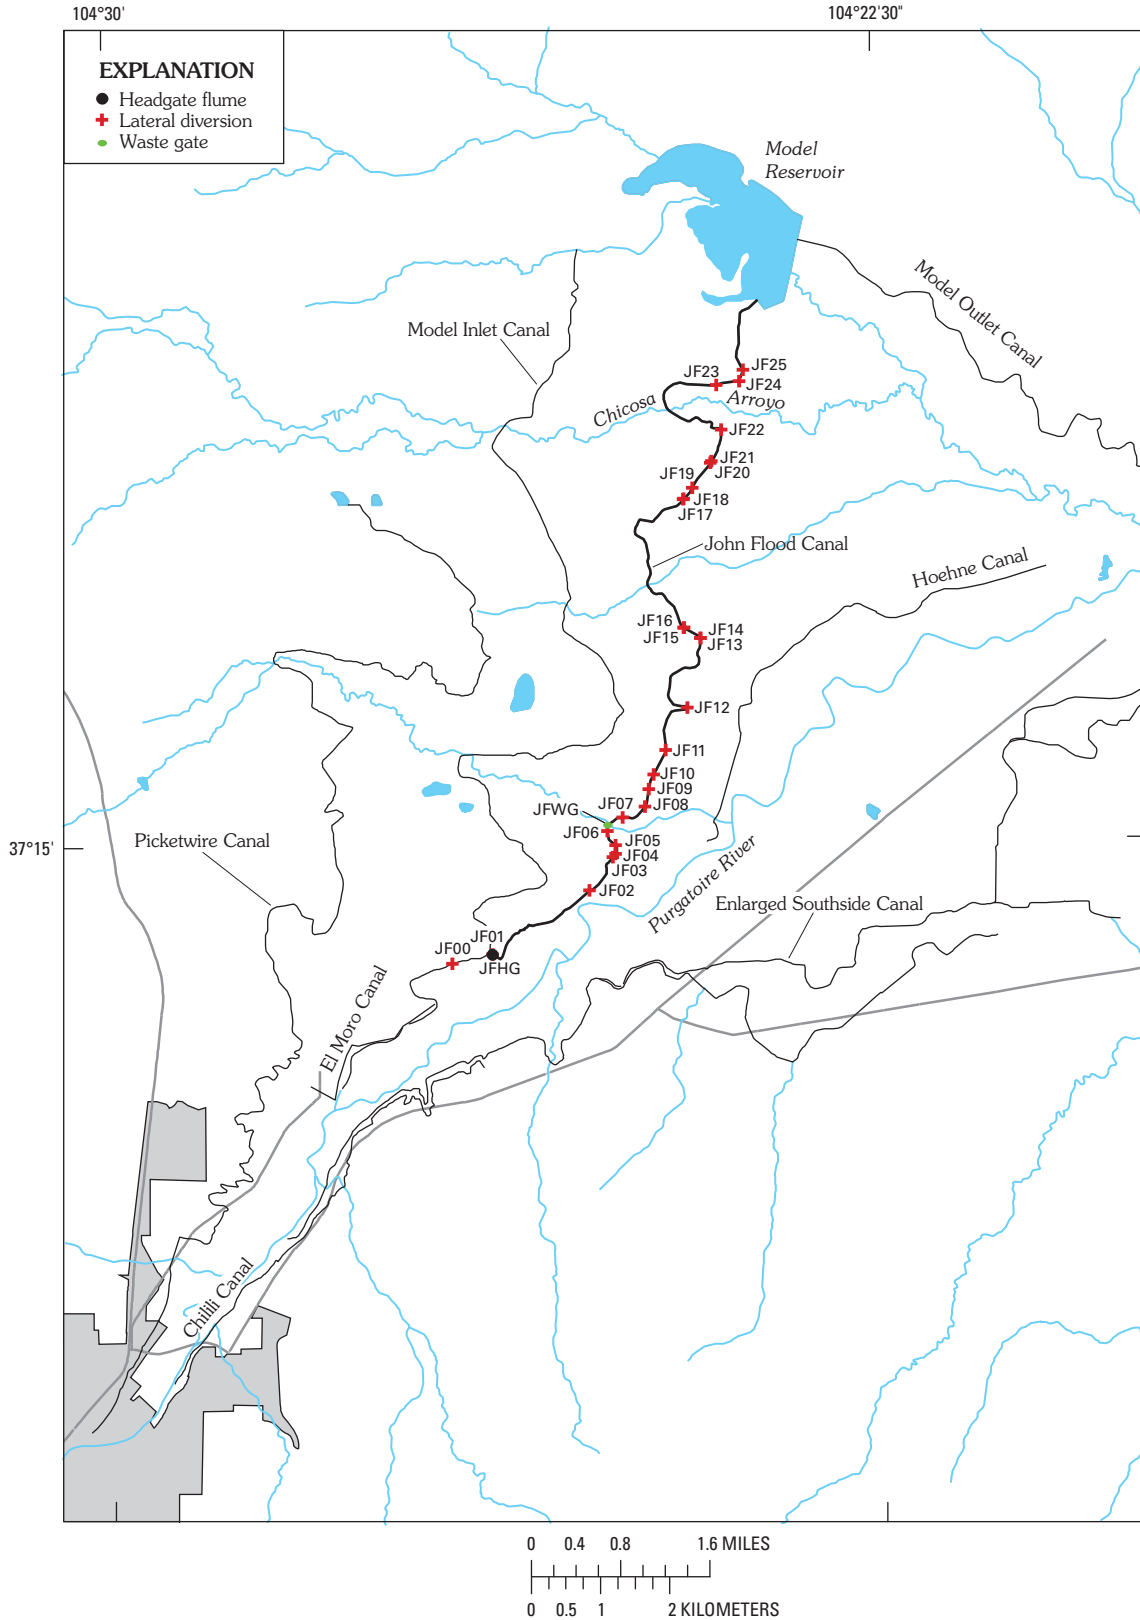 104°30'
104°22'30"
EXPLANATION
Headgate flume
Lateral diversion
Waste gate
Model
Reservoir
Model Outlet Canal
Model Inlet Canal
JF25
JF23
JF24
Chicosa
Arroyo
JF22
JF21
JF20
JF19
JF18
JF17
John Flood Canal
Hoehne Canal
JF16
JF14
JF15
JF13
JF12
JF11
JF10
JF09
JFWG
JF07
JF08
JF06
Picketwire Canal
37°15'
JF05
JF04
JF03
JF02
Purgatoire River
Enlarged Southside Canal
JF01
JF00
JFHG
El Moro Canal
Chilili Canal
0 0.4 0.8 1.6 MILES
0 0.5 1 2 KILOMETERS